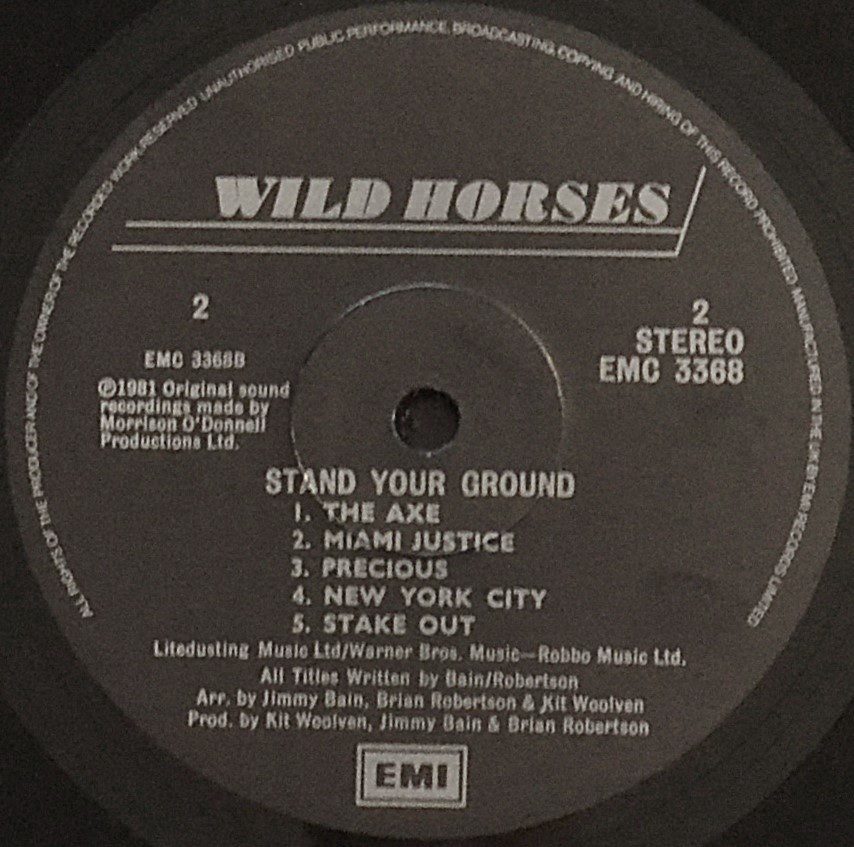 ALL RIGHTS OF THE PRODUCER AND OF THE OWNER OF THE RECORDED WORK RESERVED UNAUTHORISED PUBLIC PERFORMANCE, BROADCASTING, COPYING AND HIRING OF THIS RECORD PROHIBITED MANUFACTURED IN THE U.K. BY EMI RECORDS LIMITED
WILD HORSES
2
EMC 3368B
℗1981 Original sound
recordings made by
Morrison O'Donnell
Productions Ltd.
2
STEREO
EMC 3368
STAND YOUR GROUND
1. THE AXE
2. MIAMI JUSTICE
3. PRECIOUS
4. NEW YORK CITY
5. STAKE OUT
Litedusting Music Ltd/Warner Bros. Music—Robbo Music Ltd.
All Titles Written by Bain/Robertson
Arr. by Jimmy Bain, Brian Robertson & Kit Woolven
Prod. by Kit Woolven, Jimmy Bain & Brian Robertson
EMI